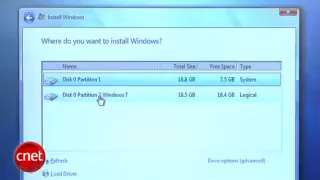 Install Windows
Where do you want to install Windows?
Name Total Size Free Space Type
Disk 0 Partition 1 18.8 GB 7.5 GB System
Disk 0 Partition 2 Windows 7 18.5 GB 18.4 GB Logical
Refresh Drive options (advanced)
Load Driver
cnet